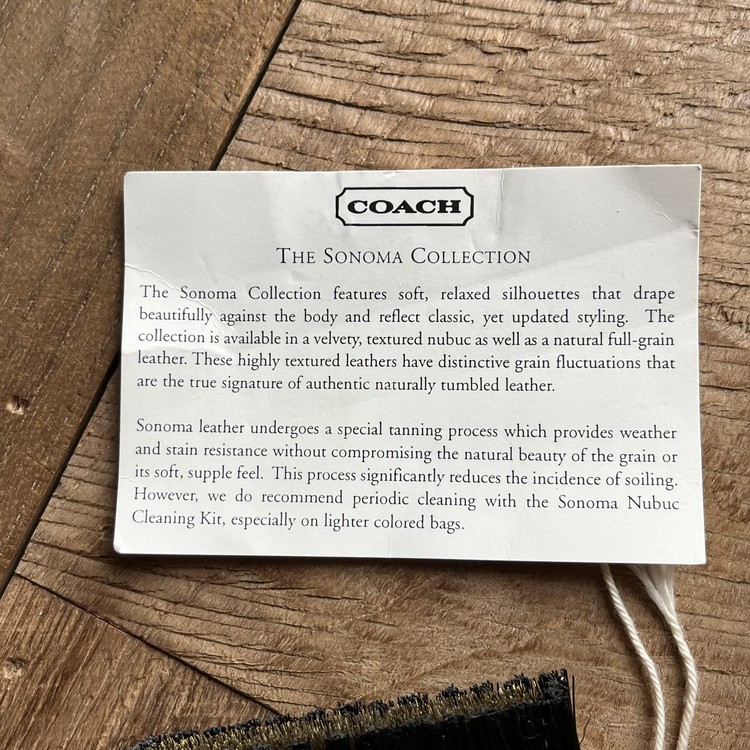 COACH
The Sonoma Collection
The Sonoma Collection features soft, relaxed silhouettes that drape
beautifully against the body and reflect classic, yet updated styling. The
collection is available in a velvety, textured nubuc as well as a natural full-grain
leather. These highly textured leathers have distinctive grain fluctuations that
are the true signature of authentic naturally tumbled leather.
Sonoma leather undergoes a special tanning process which provides weather
and stain resistance without compromising the natural beauty of the grain or
its soft, supple feel. This process significantly reduces the incidence of soiling.
However, we do recommend periodic cleaning with the Sonoma Nubuc
Cleaning Kit, especially on lighter colored bags.